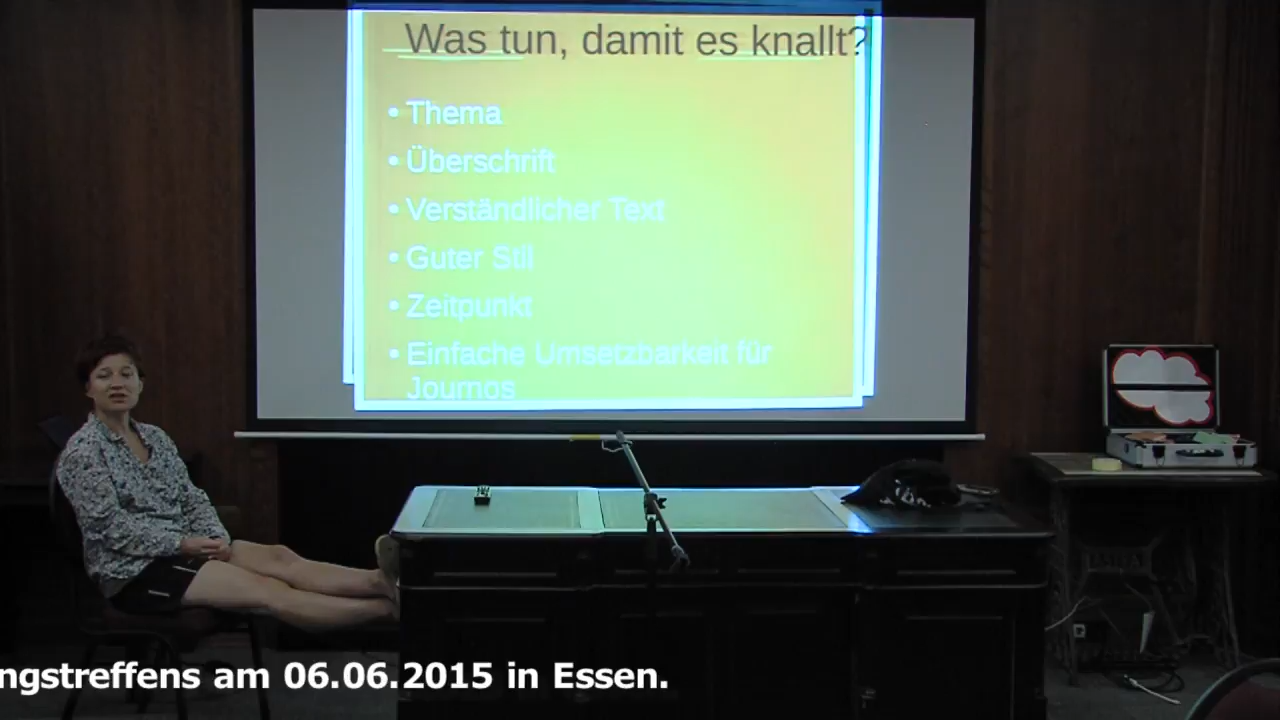 Was tun, damit es knallt?
• Thema
• Überschrift
• Verständlicher Text
• Guter Stil
• Zeitpunkt
• Einfache Umsetzbarkeit für
Journos
ngstreffens am 06.06.2015 in Essen.